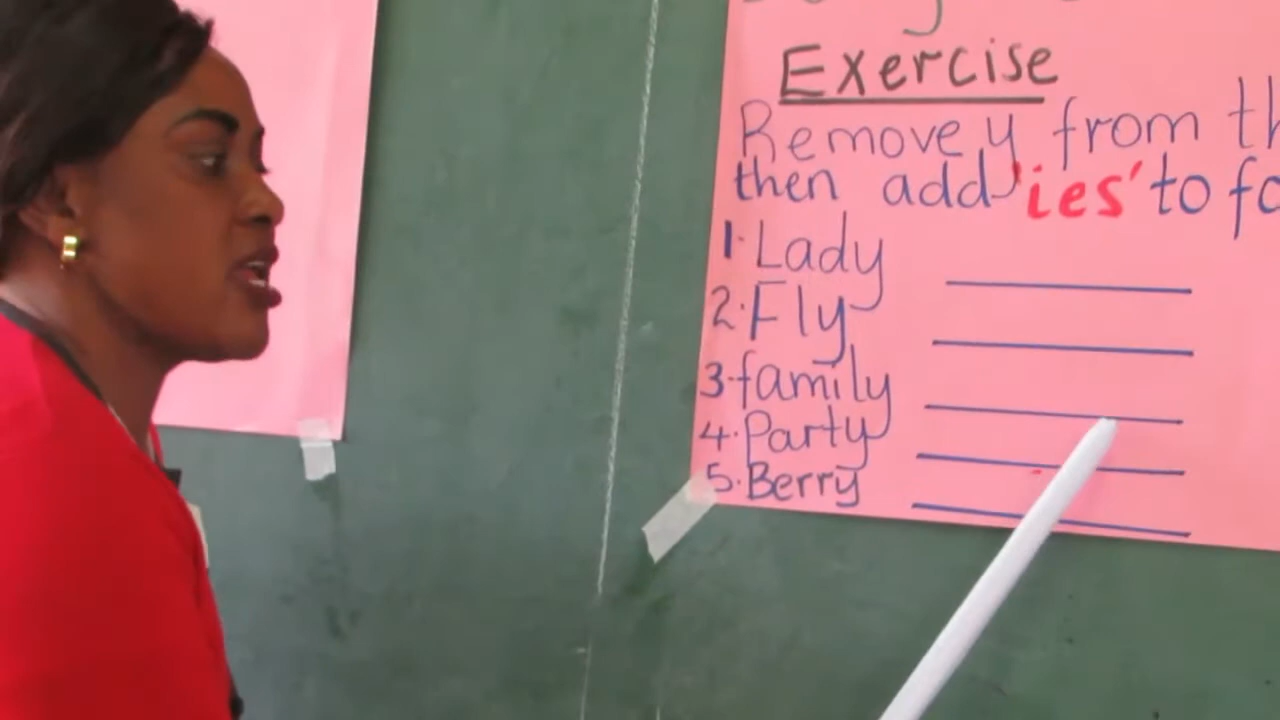 Exercise
Remove y from th
then add 'ies' to fo
1. Lady
2. Fly
3. family
4. Party
5. Berry